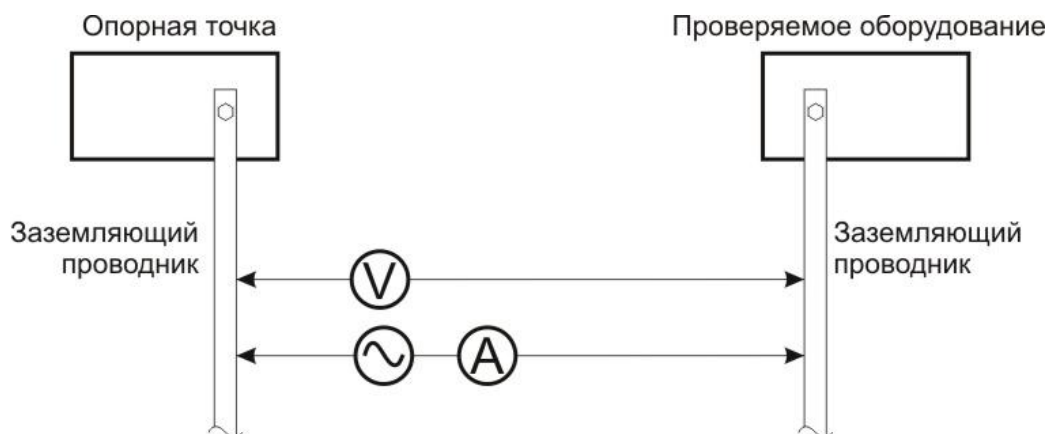 Опорная точка
Проверяемое оборудование
Заземляющий
проводник
Заземляющий
проводник
V
A